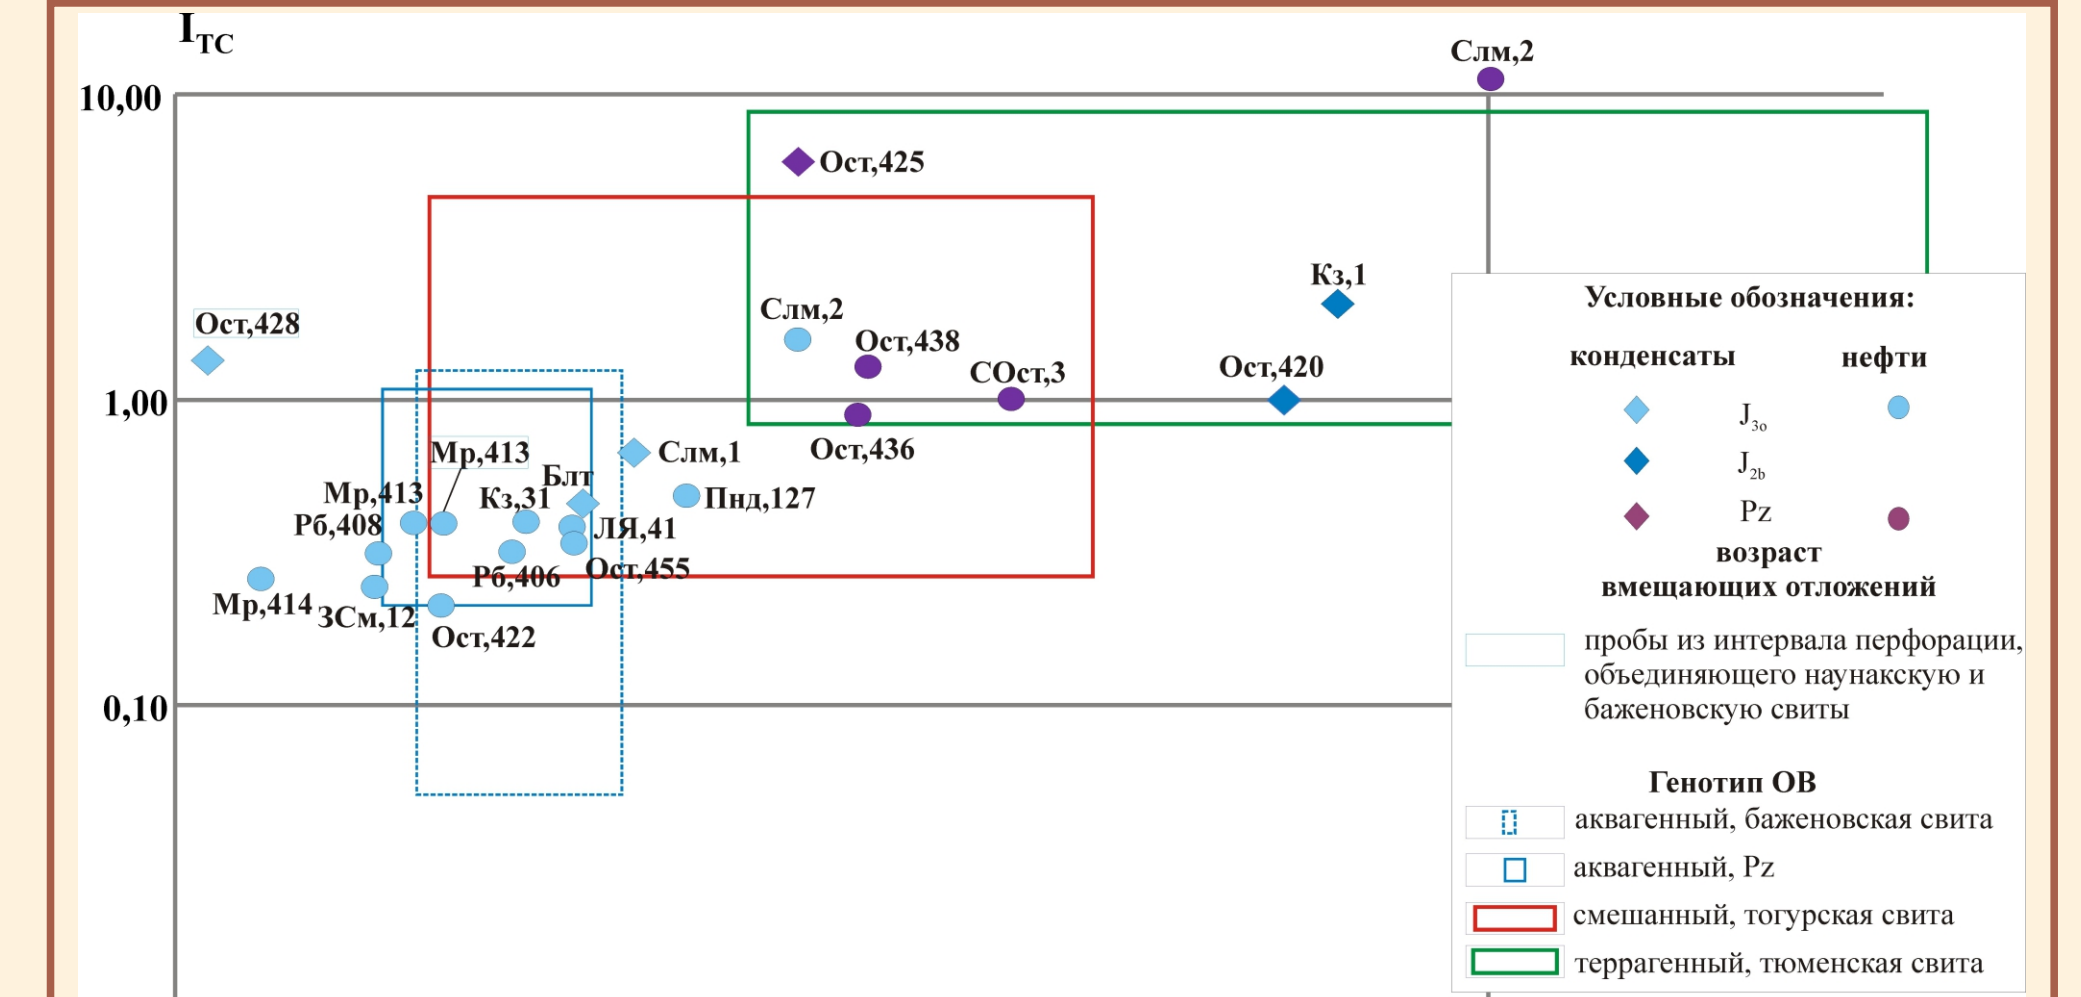 IТС
10,00
Слм,2
Ост,425
Кз,1
Слм,2
Ост,428
Ост,438
СОст,3
Ост,420
1,00
Ост,436
Мр,413
Слм,1
Блт
Мр,413
Кз,31
Пнд,127
Рб,408
ЛЯ,41
Ост,455
Рб,406
Мр,414
ЗСм,12
Ост,422
0,10
Условные обозначения:
конденсаты нефти
J3o
J2b
Pz
возраст
вмещающих отложений
пробы из интервала перфорации,
объединяющего наунакскую и
баженовскую свиты
Генотип ОВ
аквагенный, баженовская свита
аквагенный, Pz
смешанный, тогурская свита
террагенный, тюменская свита